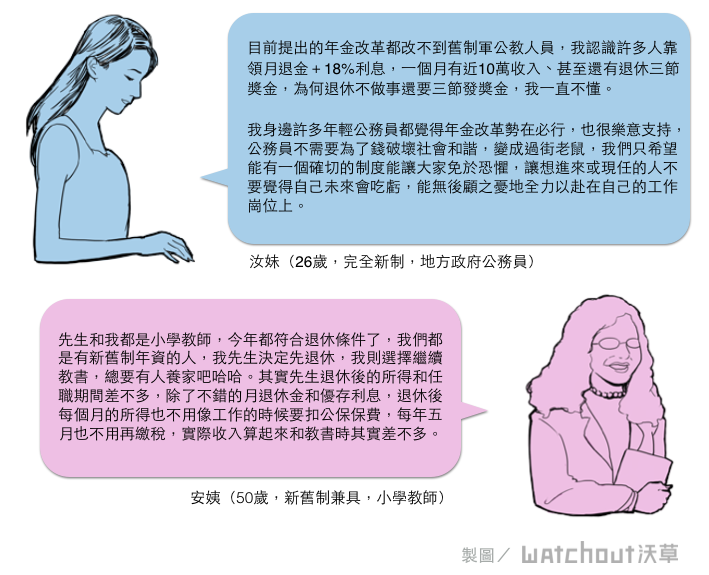 目前提出的年金改革都改不到舊制軍公教人員，我認識許多人靠
領月退金＋18%利息，一個月有近10萬收入、甚至還有退休三節
獎金，為何退休不做事還要三節發獎金，我一直不懂。
我身邊許多年輕公務員都覺得年金改革勢在必行，也很樂意支持，
公務員不需要為了錢破壞社會和諧，變成過街老鼠，我們只希望
能有一個確切的制度能讓大家免於恐懼，讓想進來或現任的人不
要覺得自己未來會吃虧，能無後顧之憂地全力以赴在自己的工作
崗位上。
汝妹（26歲，完全新制，地方政府公務員）
先生和我都是小學教師，今年都符合退休條件了，我們都
是有新舊制年資的人，我先生決定先退休，我則選擇繼續
教書，總要有人養家吧哈哈。其實先生退休後的所得和任
職期間差不多，除了不錯的月退休金和優存利息，退休後
每個月的所得也不用像工作的時候要扣公保保費，每年五
月也不用再繳稅，實際收入算起來和教書時其實差不多。
安姨（50歲，新舊制兼具，小學教師）
製圖／ watchout沃草